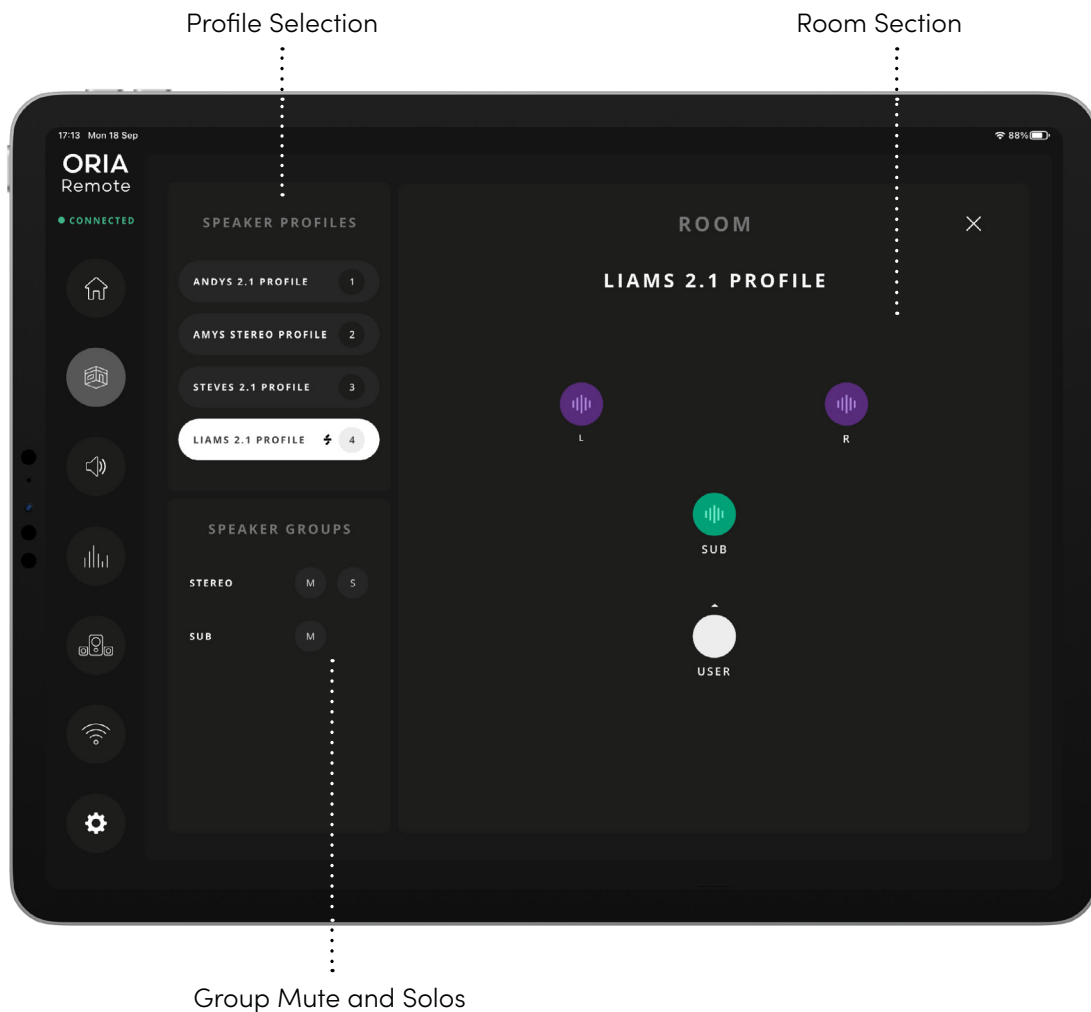 Profile Selection
Room Section
17:13 Mon 18 Sep
88%
ORIA
Remote
CONNECTED
SPEAKER PROFILES
ANDYS 2.1 PROFILE 1
AMYS STEREO PROFILE 2
STEVES 2.1 PROFILE 3
LIAMS 2.1 PROFILE 4
SPEAKER GROUPS
STEREO M S
SUB M
ROOM
LIAMS 2.1 PROFILE
L
R
SUB
USER
Group Mute and Solos